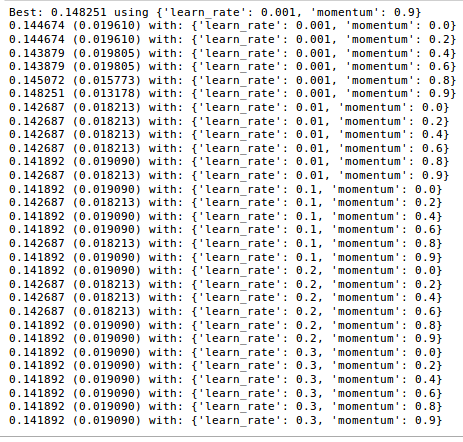 Best: 0.148251 using {'learn_rate': 0.001, 'momentum': 0.9}
0.144674 (0.019610) with: {'learn_rate': 0.001, 'momentum': 0.0}
0.144674 (0.019610) with: {'learn_rate': 0.001, 'momentum': 0.2}
0.143879 (0.019805) with: {'learn_rate': 0.001, 'momentum': 0.4}
0.143879 (0.019805) with: {'learn_rate': 0.001, 'momentum': 0.6}
0.145072 (0.015773) with: {'learn_rate': 0.001, 'momentum': 0.8}
0.148251 (0.013178) with: {'learn_rate': 0.001, 'momentum': 0.9}
0.142687 (0.018213) with: {'learn_rate': 0.01, 'momentum': 0.0}
0.142687 (0.018213) with: {'learn_rate': 0.01, 'momentum': 0.2}
0.142687 (0.018213) with: {'learn_rate': 0.01, 'momentum': 0.4}
0.142687 (0.018213) with: {'learn_rate': 0.01, 'momentum': 0.6}
0.141892 (0.019090) with: {'learn_rate': 0.01, 'momentum': 0.8}
0.142687 (0.018213) with: {'learn_rate': 0.01, 'momentum': 0.9}
0.141892 (0.019090) with: {'learn_rate': 0.1, 'momentum': 0.0}
0.142687 (0.018213) with: {'learn_rate': 0.1, 'momentum': 0.2}
0.141892 (0.019090) with: {'learn_rate': 0.1, 'momentum': 0.4}
0.141892 (0.019090) with: {'learn_rate': 0.1, 'momentum': 0.6}
0.142687 (0.018213) with: {'learn_rate': 0.1, 'momentum': 0.8}
0.141892 (0.019090) with: {'learn_rate': 0.1, 'momentum': 0.9}
0.141892 (0.019090) with: {'learn_rate': 0.2, 'momentum': 0.0}
0.142687 (0.018213) with: {'learn_rate': 0.2, 'momentum': 0.2}
0.142687 (0.018213) with: {'learn_rate': 0.2, 'momentum': 0.4}
0.142687 (0.018213) with: {'learn_rate': 0.2, 'momentum': 0.6}
0.141892 (0.019090) with: {'learn_rate': 0.2, 'momentum': 0.8}
0.141892 (0.019090) with: {'learn_rate': 0.2, 'momentum': 0.9}
0.141892 (0.019090) with: {'learn_rate': 0.3, 'momentum': 0.0}
0.141892 (0.019090) with: {'learn_rate': 0.3, 'momentum': 0.2}
0.141892 (0.019090) with: {'learn_rate': 0.3, 'momentum': 0.4}
0.141892 (0.019090) with: {'learn_rate': 0.3, 'momentum': 0.6}
0.141892 (0.019090) with: {'learn_rate': 0.3, 'momentum': 0.8}
0.141892 (0.019090) with: {'learn_rate': 0.3, 'momentum': 0.9}